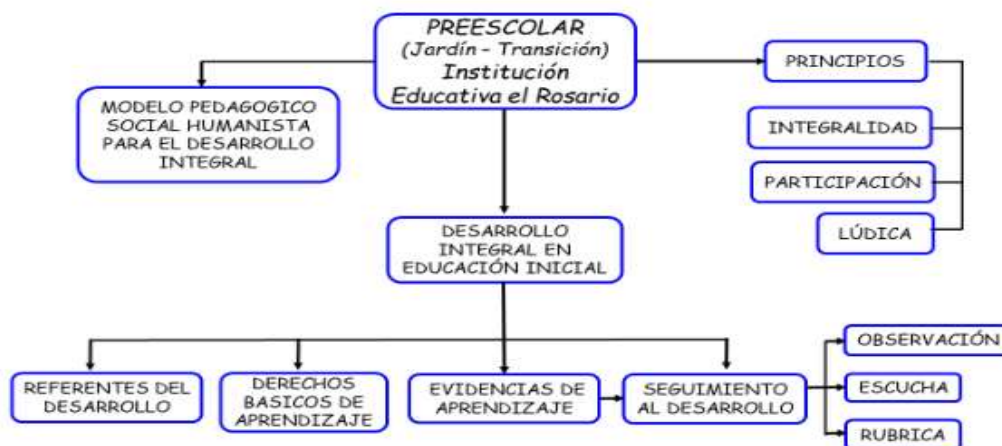 PREESCOLAR
(Jardín - Transición)
Institución
Educativa el Rosario
PRINCIPIOS
MODELO PEDAGOGICO
SOCIAL HUMANISTA
PARA EL DESARROLLO
INTEGRAL
INTEGRALIDAD
PARTICIPACIÓN
LÚDICA
DESARROLLO
INTEGRAL EN
EDUCACIÓN INICIAL
REFERENTES DEL
DESARROLLO
DERECHOS
BASICOS DE
APRENDIZAJE
EVIDENCIAS DE
APRENDIZAJE
SEGUIMIENTO
AL DESARROLLO
OBSERVACIÓN
ESCUCHA
RUBRICA